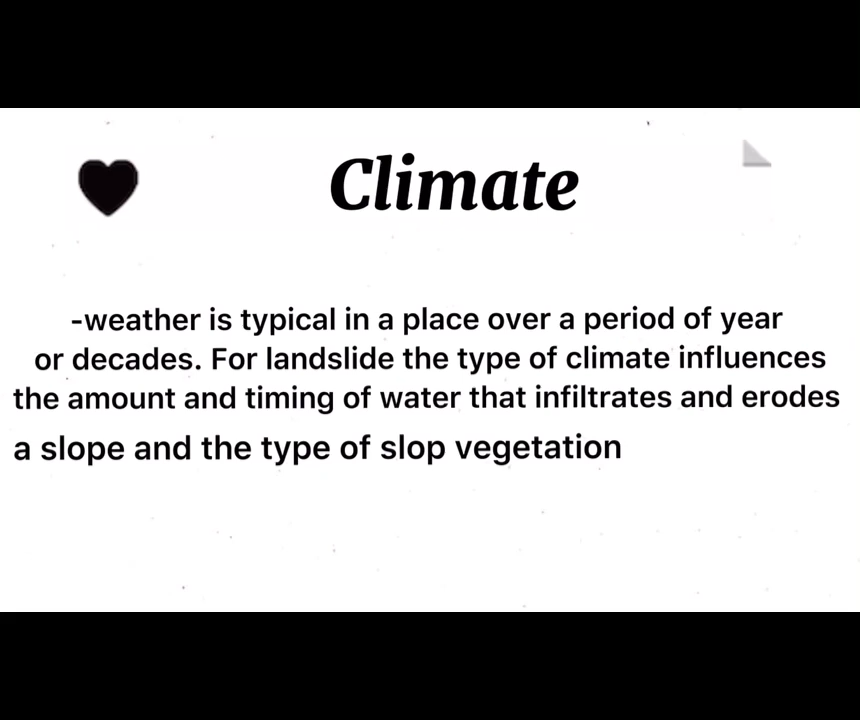 Climate
-weather is typical in a place over a period of year
or decades. For landslide the type of climate influences
the amount and timing of water that infiltrates and erodes
a slope and the type of slop vegetation